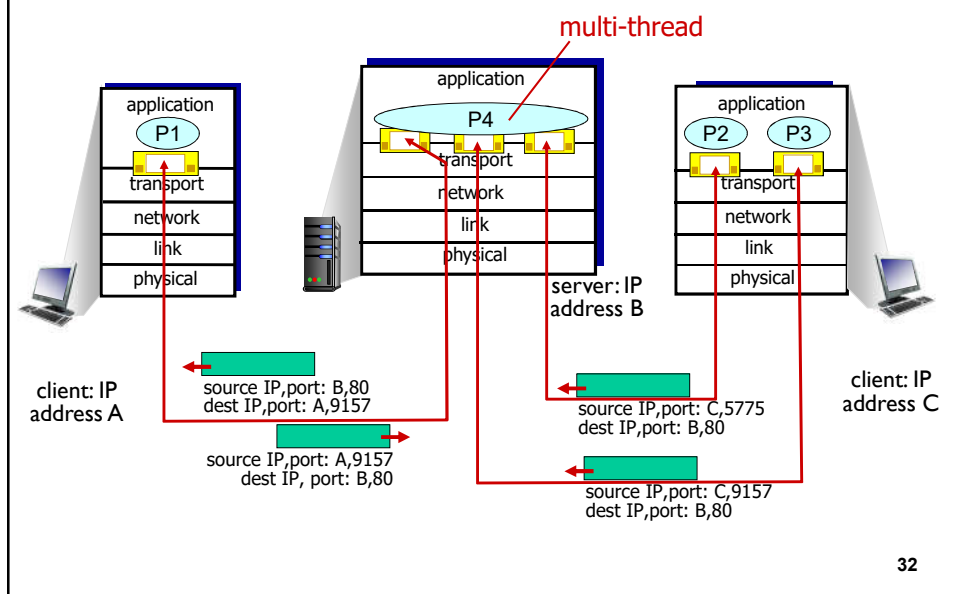 multi-thread
application
P1
transport
network
link
physical
application
P4
transport
network
link
physical
application
P2
P3
transport
network
link
physical
server: IP
address B
client: IP
address A
source IP,port: B,80
dest IP,port: A,9157
source IP,port: A,9157
dest IP, port: B,80
source IP,port: C,5775
dest IP,port: B,80
source IP,port: C,9157
dest IP,port: B,80
client: IP
address C
32